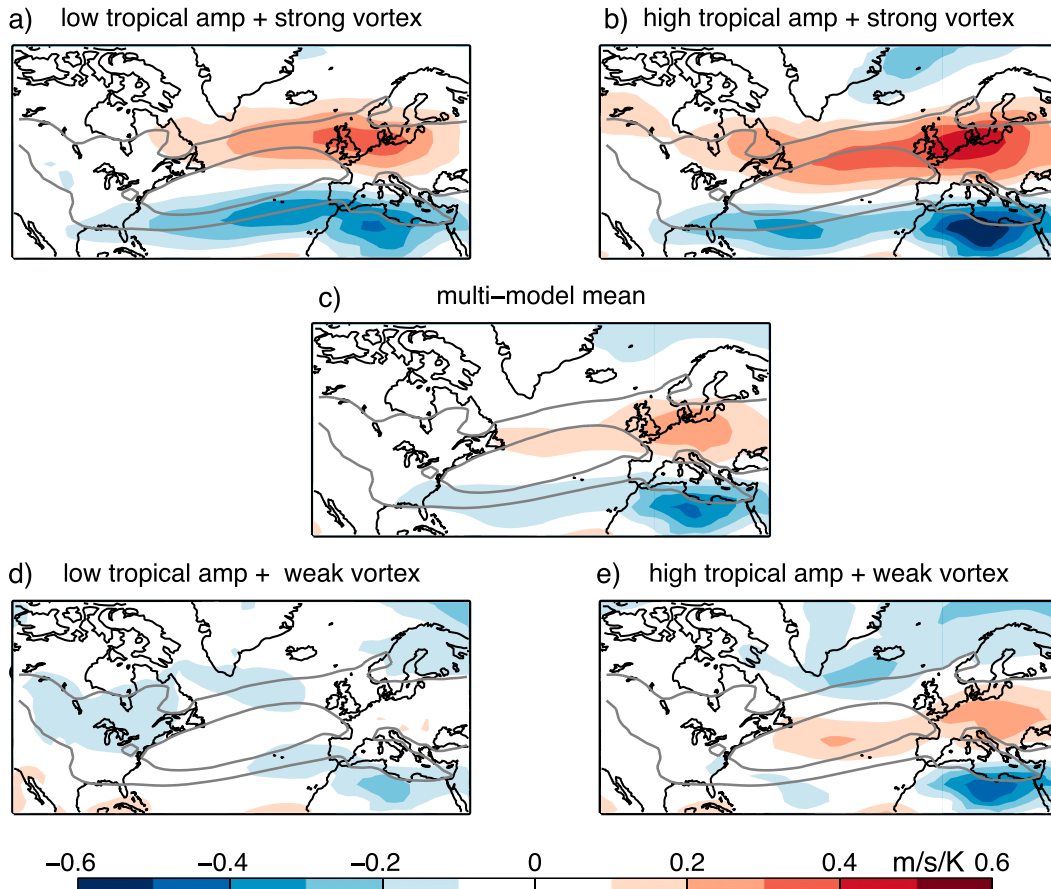 a) low tropical amp + strong vortex
b) high tropical amp + strong vortex
c) multi–model mean
d) low tropical amp + weak vortex
e) high tropical amp + weak vortex
−0.6 −0.4 −0.2 0 0.2 0.4 m/s/K 0.6